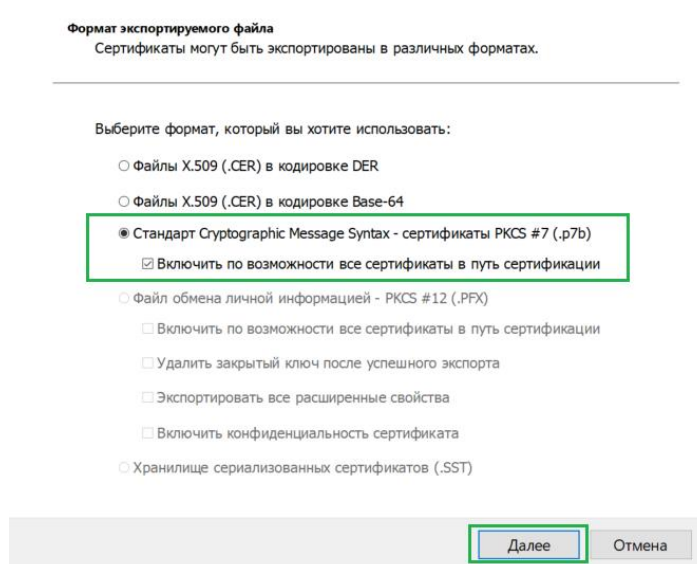 Формат экспортируемого файла
Сертификаты могут быть экспортированы в различных форматах.
Выберите формат, который вы хотите использовать:
Файлы X.509 (.CER) в кодировке DER
Файлы X.509 (.CER) в кодировке Base-64
Стандарт Cryptographic Message Syntax - сертификаты PKCS #7 (.p7b)
Включить по возможности все сертификаты в путь сертификации
Файл обмена личной информацией - PKCS #12 (.PFX)
Включить по возможности все сертификаты в путь сертификации
Удалить закрытый ключ после успешного экспорта
Экспортировать все расширенные свойства
Включить конфиденциальность сертификата
Хранилище сериализованных сертификатов (.SST)
Далее Отмена